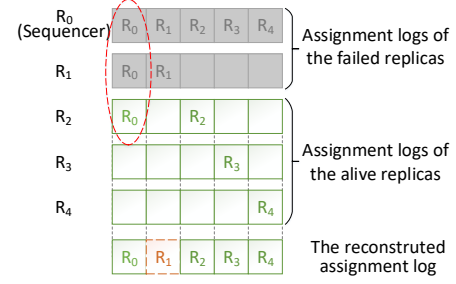 R0 R0 R1 R2 R3 R4
(Sequencer)
Assignment logs of
the failed replicas
R1 R0 R1
R2 R0 R2
R3 R3
R4 R4
Assignment logs of
the alive replicas
R0 R1 R2 R3 R4
The reconstruted
assignment log